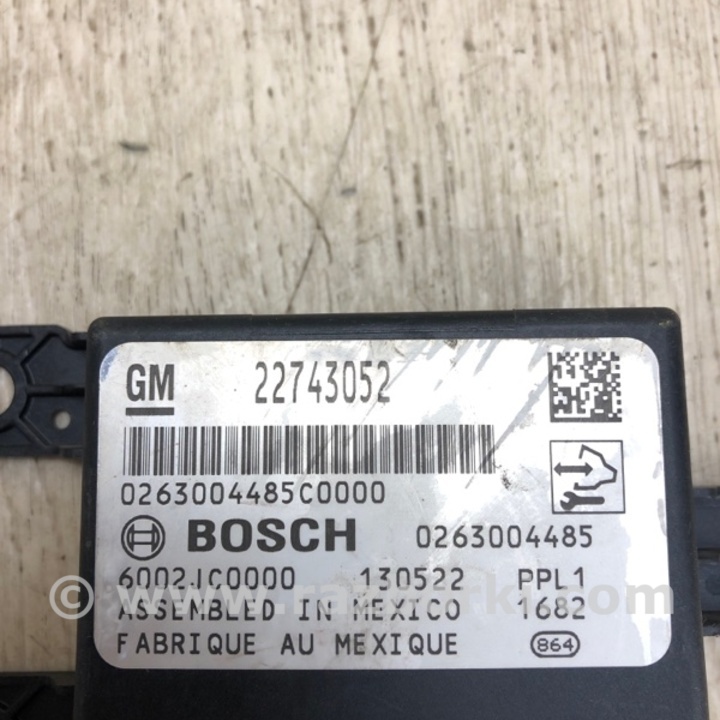 GM 22743052
0263004485C0000
BOSCH 0263004485
6002JC0000 130522 PPL1
ASSEMBLED IN MEXICO 1682
FABRIQUE AU MEXIQUE 864